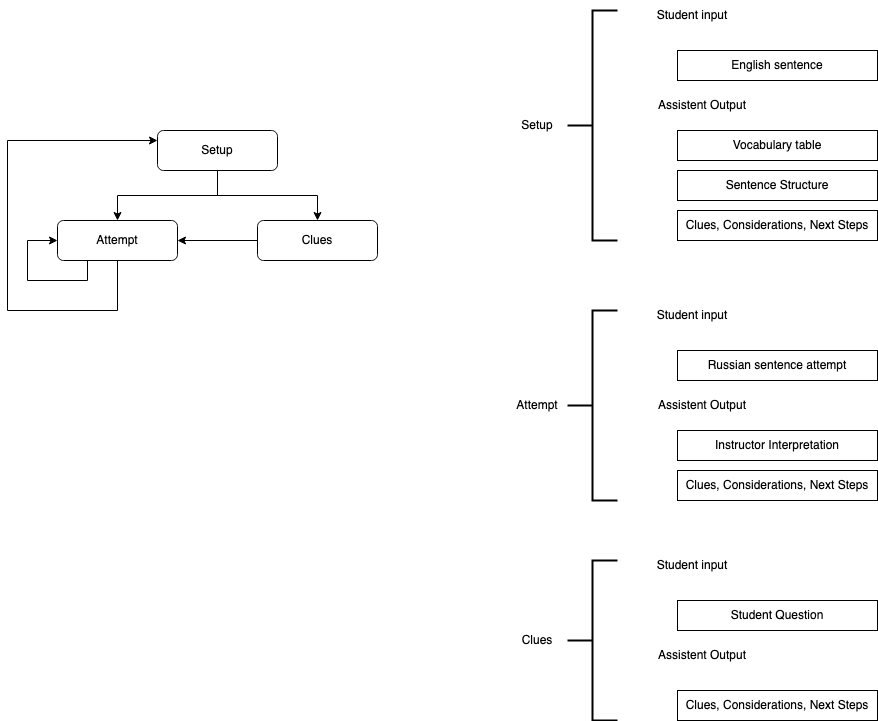 Setup
Attempt
Clues
Setup
Student input
English sentence
Assistent Output
Vocabulary table
Sentence Structure
Clues, Considerations, Next Steps
Attempt
Student input
Russian sentence attempt
Assistent Output
Instructor Interpretation
Clues, Considerations, Next Steps
Clues
Student input
Student Question
Assistent Output
Clues, Considerations, Next Steps